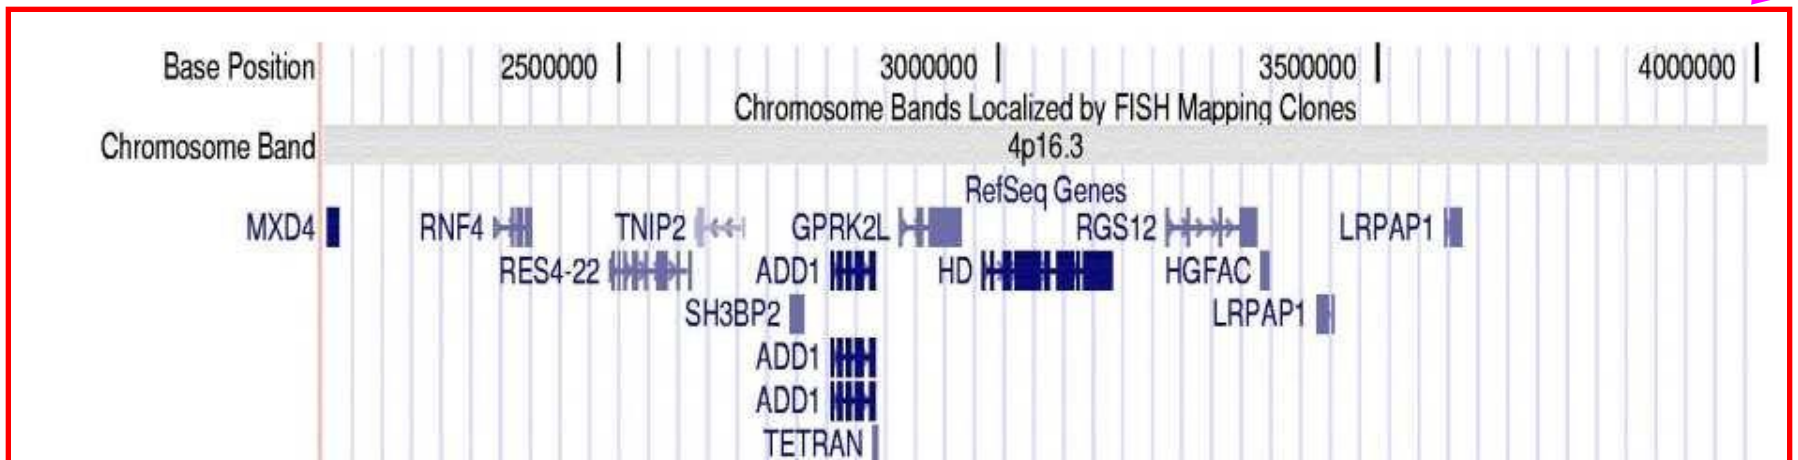 Base Position 2500000 3000000 3500000 4000000
Chromosome Bands Localized by FISH Mapping Clones
Chromosome Band 4p16.3
RefSeq Genes
MXD4 RNF4 TNIP2 GPRK2L RGS12 LRPAP1
RES4-22 ADD1 HD HGFAC
SH3BP2 LRPAP1
ADD1
ADD1
TETRAN